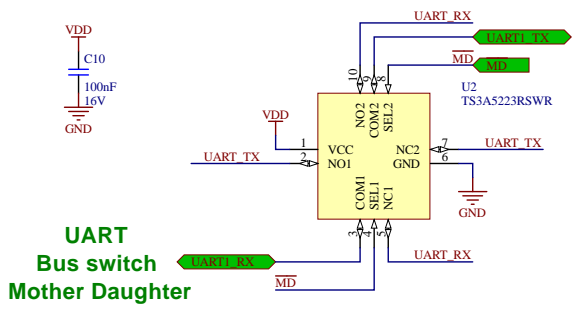 UART_RX
VDD
UART1_TX
MD
MD
C10
10
9
8
U2
100nF
TS3A5223RSWR
16V
NO2
COM2
SEL2
VDD
GND
1
VCC
NC2
7
UART_TX
UART_TX
2
NO1
GND
6
COM1
SEL1
NC1
GND
3
4
5
UART
UART_RX
Bus switch
UART1_RX
MD
Mother Daughter